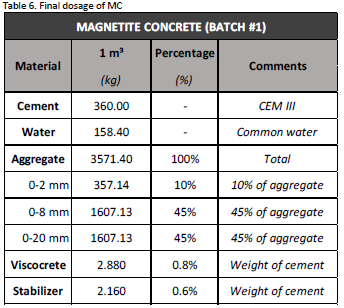 Table 6. Final dosage of MC
MAGNETITE CONCRETE (BATCH #1)
Material 1 m³ (kg) Percentage (%) Comments
Cement 360.00 - CEM III
Water 158.40 - Common water
Aggregate 3571.40 100% Total
0-2 mm 357.14 10% 10% of aggregate
0-8 mm 1607.13 45% 45% of aggregate
0-20 mm 1607.13 45% 45% of aggregate
Viscocrete 2.880 0.8% Weight of cement
Stabilizer 2.160 0.6% Weight of cement